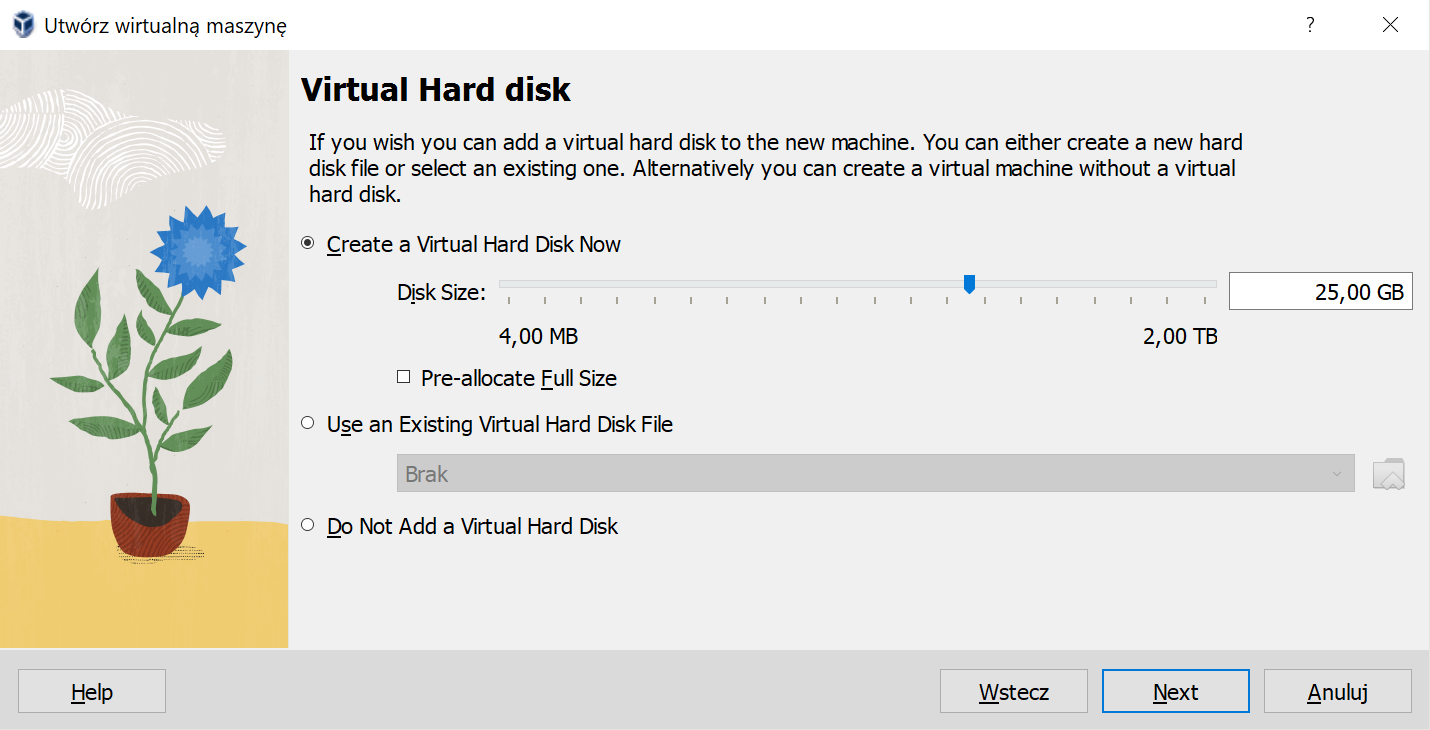 Utwórz wirtualną maszynę
?
Virtual Hard disk
If you wish you can add a virtual hard disk to the new machine. You can either create a new hard
disk file or select an existing one. Alternatively you can create a virtual machine without a virtual
hard disk.
Create a Virtual Hard Disk Now
Disk Size: 25,00 GB
4,00 MB 2,00 TB
Pre-allocate Full Size
Use an Existing Virtual Hard Disk File
Brak
Do Not Add a Virtual Hard Disk
Help Wstecz Next Anuluj